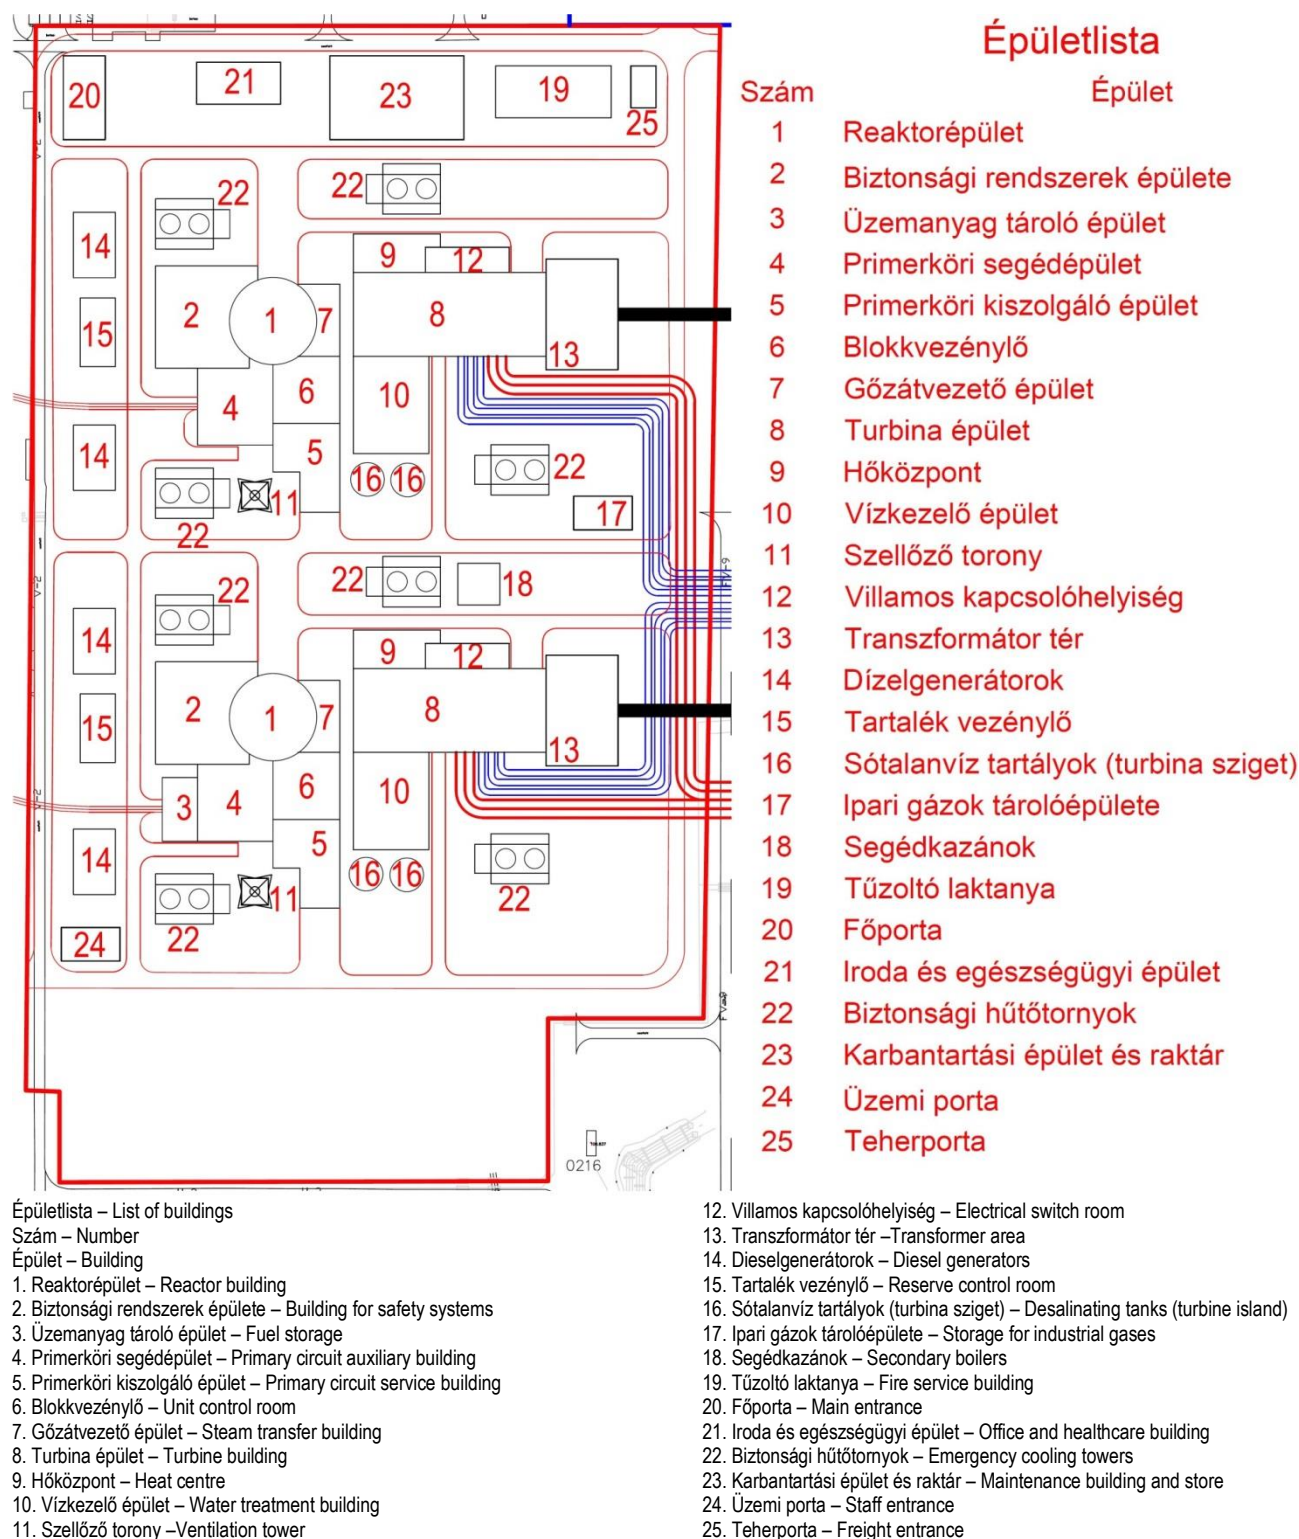 Épületlista
Szám Épület
1 Reaktorépület
2 Biztonsági rendszerek épülete
3 Üzemanyag tároló épület
4 Primerköri segédépület
5 Primerköri kiszolgáló épület
6 Blokkvezénylő
7 Gőzátvezető épület
8 Turbina épület
9 Hőközpont
10 Vízkezelő épület
11 Szellőző torony
12 Villamos kapcsolóhelyiség
13 Transzformátor tér
14 Dízelgenerátorok
15 Tartalék vezénylő
16 Sótalanvíz tartályok (turbina sziget)
17 Ipari gázok tárolóépülete
18 Segédkazánok
19 Tűzoltó laktanya
20 Főporta
21 Iroda és egészségügyi épület
22 Biztonsági hűtőtornyok
23 Karbantartási épület és raktár
24 Üzemi porta
25 Teherporta
20
21
23
19
25
22
22
14
9
12
2
1
7
8
15
13
6
10
4
14
5
22
16 16
11
17
22
22
18
22
14
9
12
2
1
7
8
15
13
6
10
3
4
5
14
16 16
11
22
22
24
V-2
V-2
V-2
0216
Épületlista – List of buildings
Szám – Number
Épület – Building
1. Reaktorépület – Reactor building
2. Biztonsági rendszerek épülete – Building for safety systems
3. Üzemanyag tároló épület – Fuel storage
4. Primerköri segédépület – Primary circuit auxiliary building
5. Primerköri kiszolgáló épület – Primary circuit service building
6. Blokkvezénylő – Unit control room
7. Gőzátvezető épület – Steam transfer building
8. Turbina épület – Turbine building
9. Hőközpont – Heat centre
10. Vízkezelő épület – Water treatment building
11. Szellőző torony –Ventilation tower
12. Villamos kapcsolóhelyiség – Electrical switch room
13. Transzformátor tér –Transformer area
14. Dieselgenerátorok – Diesel generators
15. Tartalék vezénylő – Reserve control room
16. Sótalanvíz tartályok (turbina sziget) – Desalinating tanks (turbine island)
17. Ipari gázok tárolóépülete – Storage for industrial gases
18. Segédkazánok – Secondary boilers
19. Tűzoltó laktanya – Fire service building
20. Főporta – Main entrance
21. Iroda és egészségügyi épület – Office and healthcare building
22. Biztonsági hűtőtornyok – Emergency cooling towers
23. Karbantartási épület és raktár – Maintenance building and store
24. Üzemi porta – Staff entrance
25. Teherporta – Freight entrance